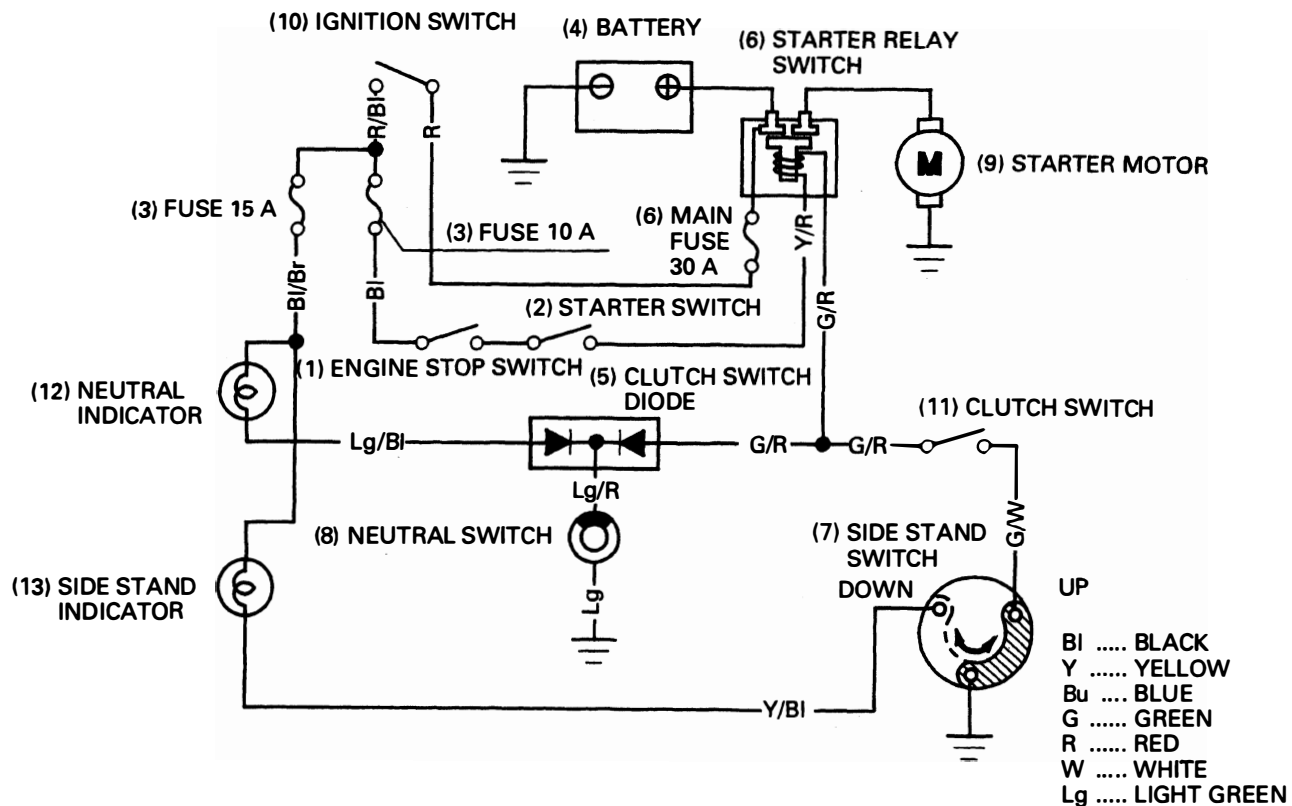 (10) IGNITION SWITCH
(4) BATTERY
(6) STARTER RELAY
SWITCH
R/Bl
R
M
(9) STARTER MOTOR
(3) FUSE 15 A
(3) FUSE 10 A
(6) MAIN
FUSE
30 A
Y/R
G/R
Bl/Br
Bl
(2) STARTER SWITCH
(1) ENGINE STOP SWITCH
(5) CLUTCH SWITCH
DIODE
(12) NEUTRAL
INDICATOR
(11) CLUTCH SWITCH
Lg/Bl
G/R
G/R
Lg/R
(8) NEUTRAL SWITCH
G/W
(7) SIDE STAND
SWITCH
DOWN
UP
(13) SIDE STAND
INDICATOR
Lg
Y/Bl
Bl ..... BLACK
Y ...... YELLOW
Bu .... BLUE
G ...... GREEN
R ...... RED
W ..... WHITE
Lg ..... LIGHT GREEN